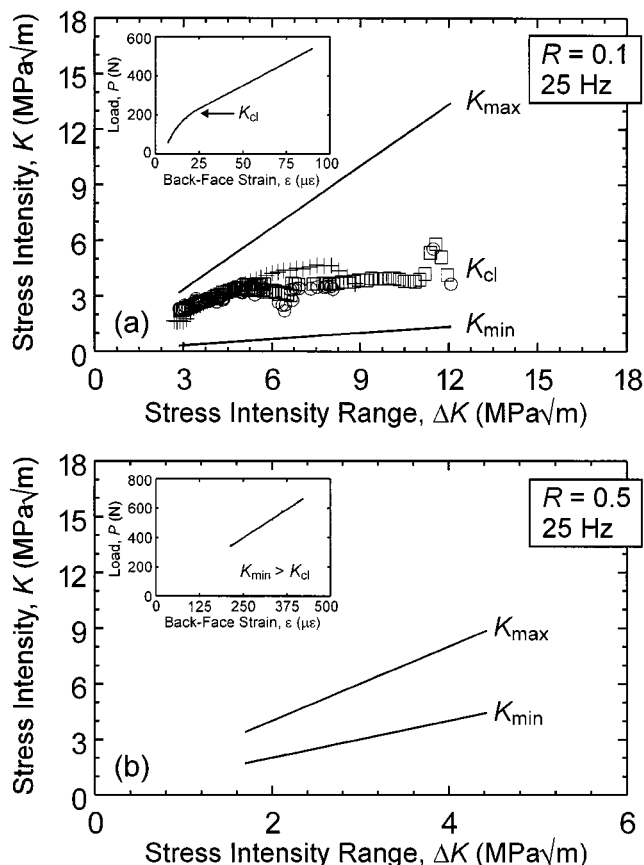 18
15
12
9
6
3
0
Stress Intensity, K (MPa√m)
600
400
200
0
Load, P (N)
K_cl
0 25 50 75 100
Back-Face Strain, ε (με)
R = 0.1
25 Hz
K_max
K_cl
K_min
(a)
0 3 6 9 12 15 18
Stress Intensity Range, ΔK (MPa√m)
18
15
12
9
6
3
0
Stress Intensity, K (MPa√m)
800
600
400
200
0
Load, P (N)
K_min > K_cl
0 125 250 375 500
Back-Face Strain, ε (με)
R = 0.5
25 Hz
K_max
K_min
(b)
0 2 4 6
Stress Intensity Range, ΔK (MPa√m)